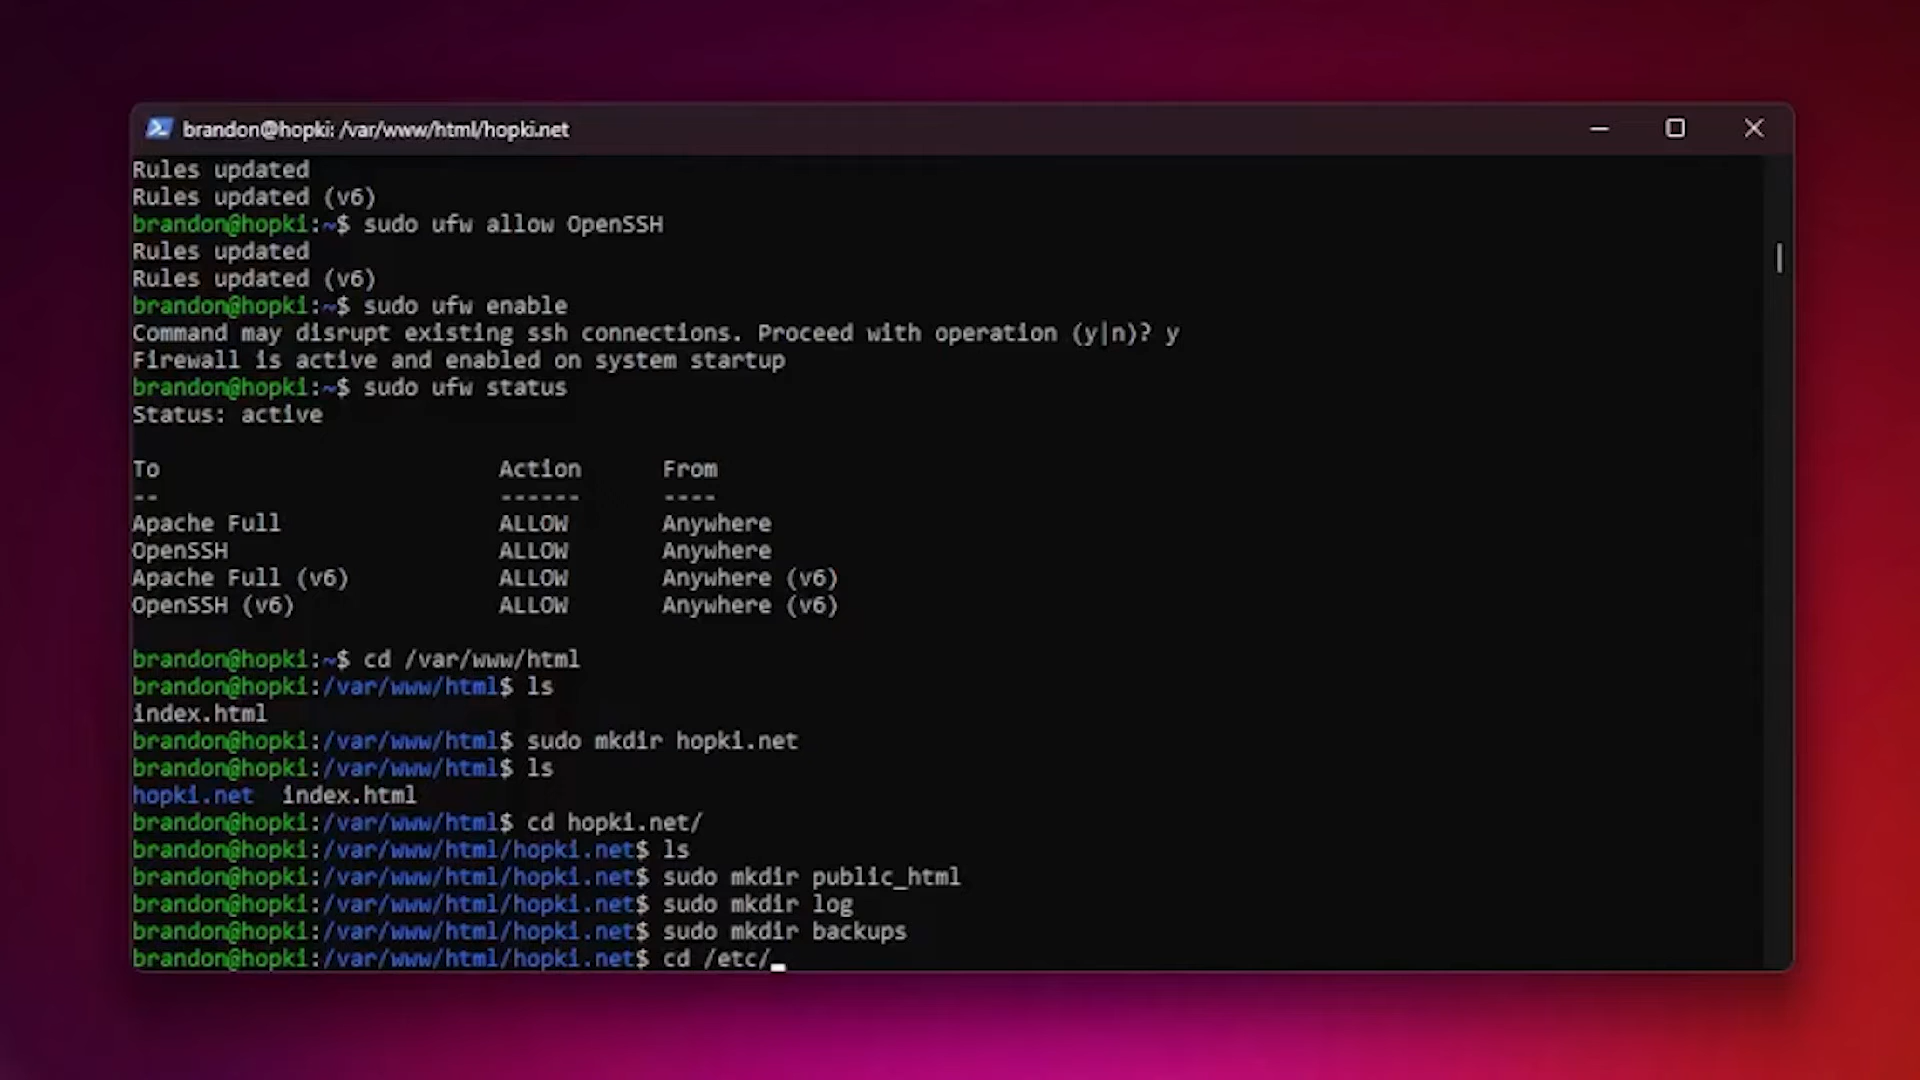 brandon@hopki: /var/www/html/hopki.net
Rules updated
Rules updated (v6)
brandon@hopki:~$ sudo ufw allow OpenSSH
Rules updated
Rules updated (v6)
brandon@hopki:~$ sudo ufw enable
Command may disrupt existing ssh connections. Proceed with operation (y|n)? y
Firewall is active and enabled on system startup
brandon@hopki:~$ sudo ufw status
Status: active
To Action From
-- ------ ----
Apache Full ALLOW Anywhere
OpenSSH ALLOW Anywhere
Apache Full (v6) ALLOW Anywhere (v6)
OpenSSH (v6) ALLOW Anywhere (v6)
brandon@hopki:~$ cd /var/www/html
brandon@hopki:/var/www/html$ ls
index.html
brandon@hopki:/var/www/html$ sudo mkdir hopki.net
brandon@hopki:/var/www/html$ ls
hopki.net index.html
brandon@hopki:/var/www/html$ cd hopki.net/
brandon@hopki:/var/www/html/hopki.net$ ls
brandon@hopki:/var/www/html/hopki.net$ sudo mkdir public_html
brandon@hopki:/var/www/html/hopki.net$ sudo mkdir log
brandon@hopki:/var/www/html/hopki.net$ sudo mkdir backups
brandon@hopki:/var/www/html/hopki.net$ cd /etc/